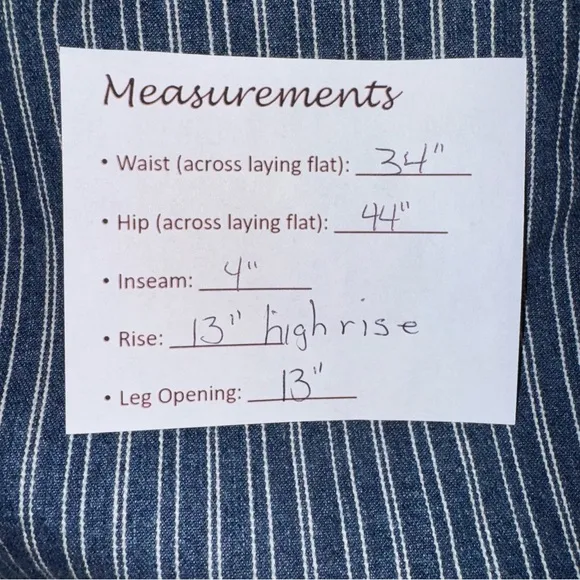 Measurements
• Waist (across laying flat): 34"
• Hip (across laying flat): 44"
• Inseam: 4"
• Rise: 13" high rise
• Leg Opening: 13"